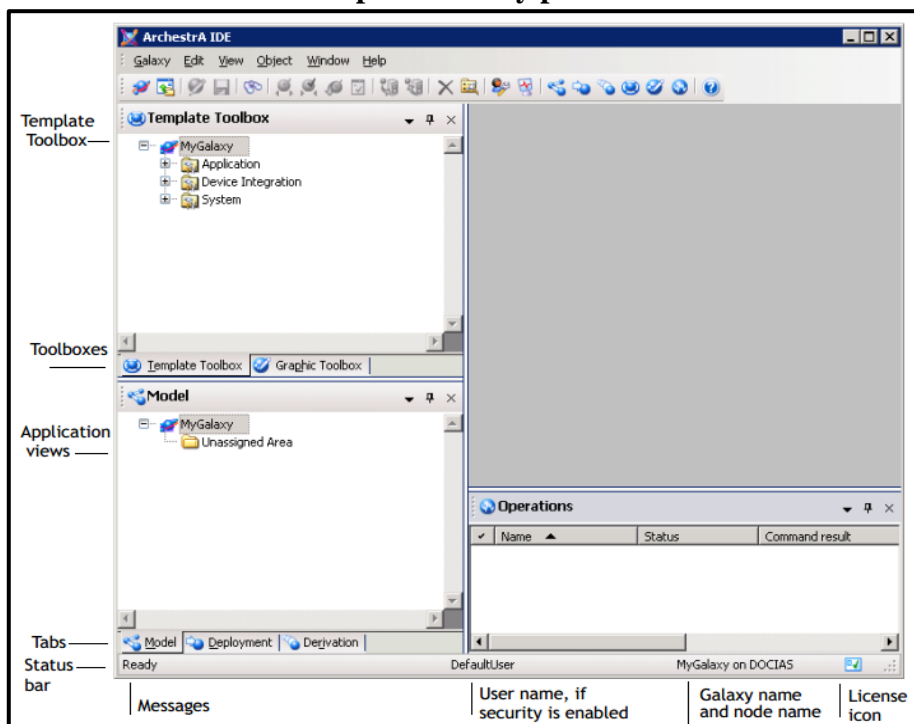 ArchestrA IDE
Galaxy Edit View Object Window Help
Template
Toolbox
Template Toolbox
MyGalaxy
Application
Device Integration
System
Toolboxes
Template Toolbox Graphic Toolbox
Model
Application
views
MyGalaxy
Unassigned Area
Operations
Name Status Command result
Tabs
Model Deployment Derivation
Status
bar
Ready DefaultUser MyGalaxy on DOCIAS
Messages
User name, if
security is enabled
Galaxy name
and node name
License
icon